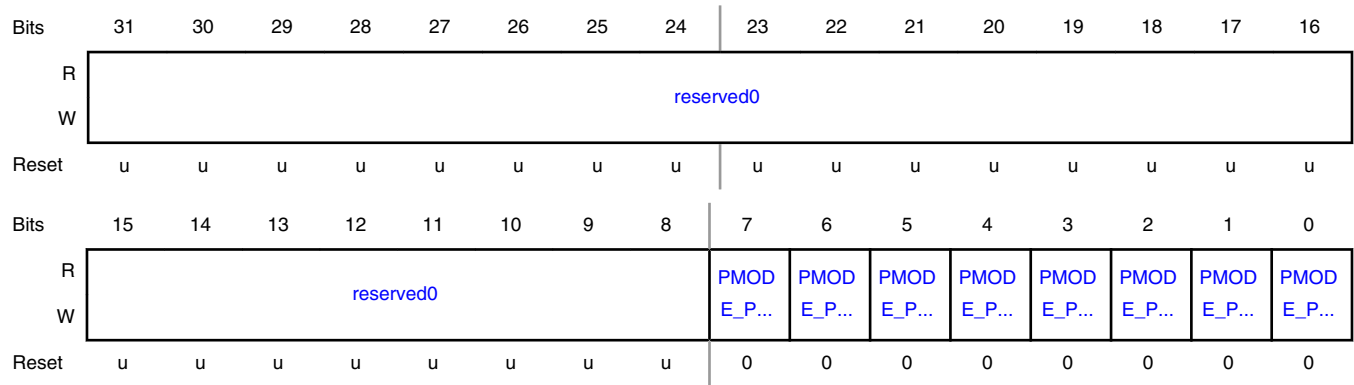 Bits 31 30 29 28 27 26 25 24 23 22 21 20 19 18 17 16
R
reserved0
W
Reset u u u u u u u u u u u u u u u u
Bits 15 14 13 12 11 10 9 8 7 6 5 4 3 2 1 0
R PMOD PMOD PMOD PMOD PMOD PMOD PMOD PMOD
reserved0
W E_P... E_P... E_P... E_P... E_P... E_P... E_P... E_P...
Reset u u u u u u u u 0 0 0 0 0 0 0 0